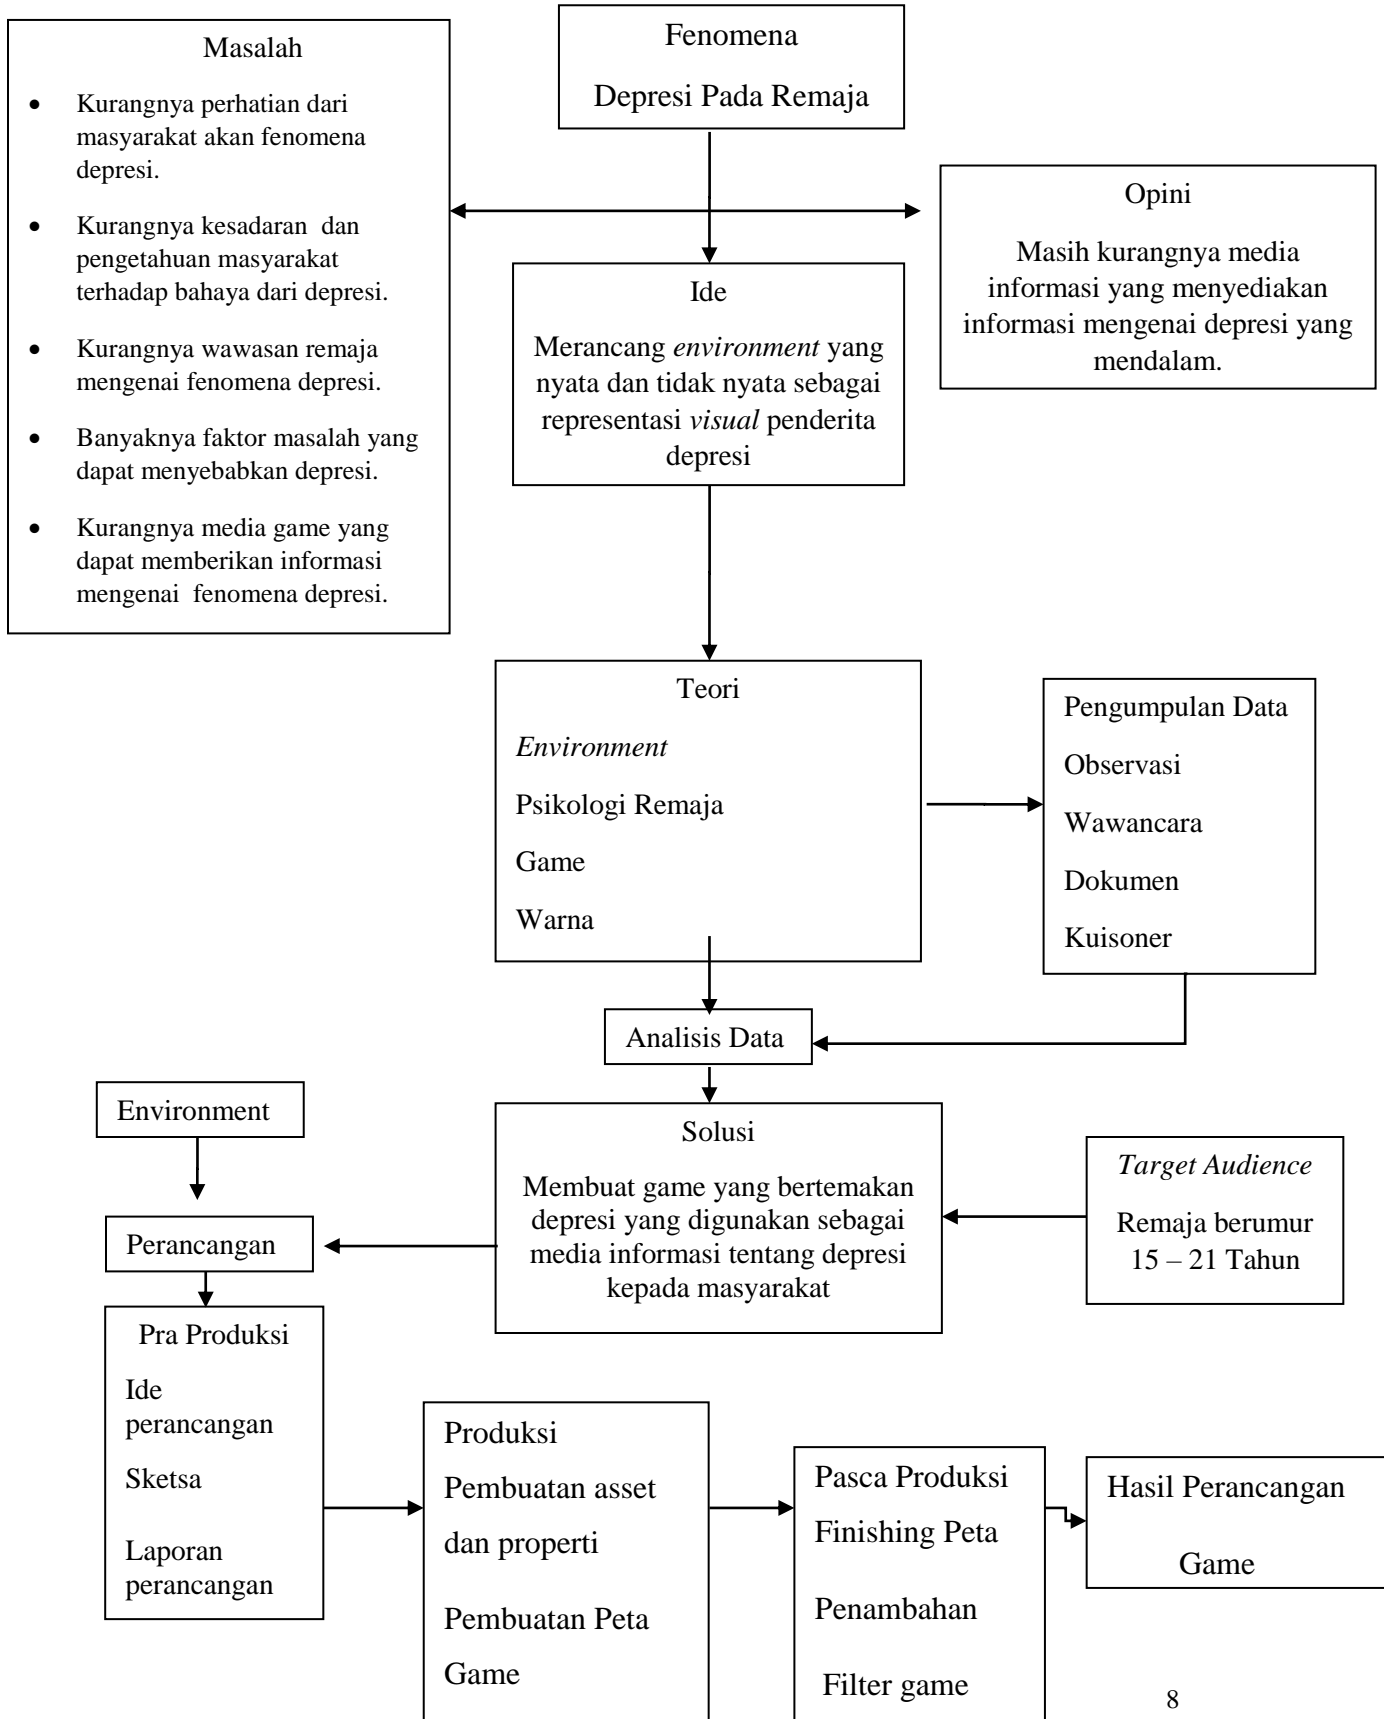 Fenomena
Depresi Pada Remaja
Masalah
• Kurangnya perhatian dari
masyarakat akan fenomena
depresi.
• Kurangnya kesadaran dan
pengetahuan masyarakat
terhadap bahaya dari depresi.
• Kurangnya wawasan remaja
mengenai fenomena depresi.
• Banyaknya faktor masalah yang
dapat menyebabkan depresi.
• Kurangnya media game yang
dapat memberikan informasi
mengenai fenomena depresi.
Opini
Masih kurangnya media
informasi yang menyediakan
informasi mengenai depresi yang
mendalam.
Ide
Merancang environment yang
nyata dan tidak nyata sebagai
representasi visual penderita
depresi
Teori
Environment
Psikologi Remaja
Game
Warna
Pengumpulan Data
Observasi
Wawancara
Dokumen
Kuisoner
Analisis Data
Environment
Solusi
Membuat game yang bertemakan
depresi yang digunakan sebagai
media informasi tentang depresi
kepada masyarakat
Target Audience
Remaja berumur
15 – 21 Tahun
Perancangan
Pra Produksi
Ide
perancangan
Sketsa
Laporan
perancangan
Produksi
Pembuatan asset
dan properti
Pembuatan Peta
Game
Pasca Produksi
Finishing Peta
Penambahan
Filter game
Hasil Perancangan
Game
8